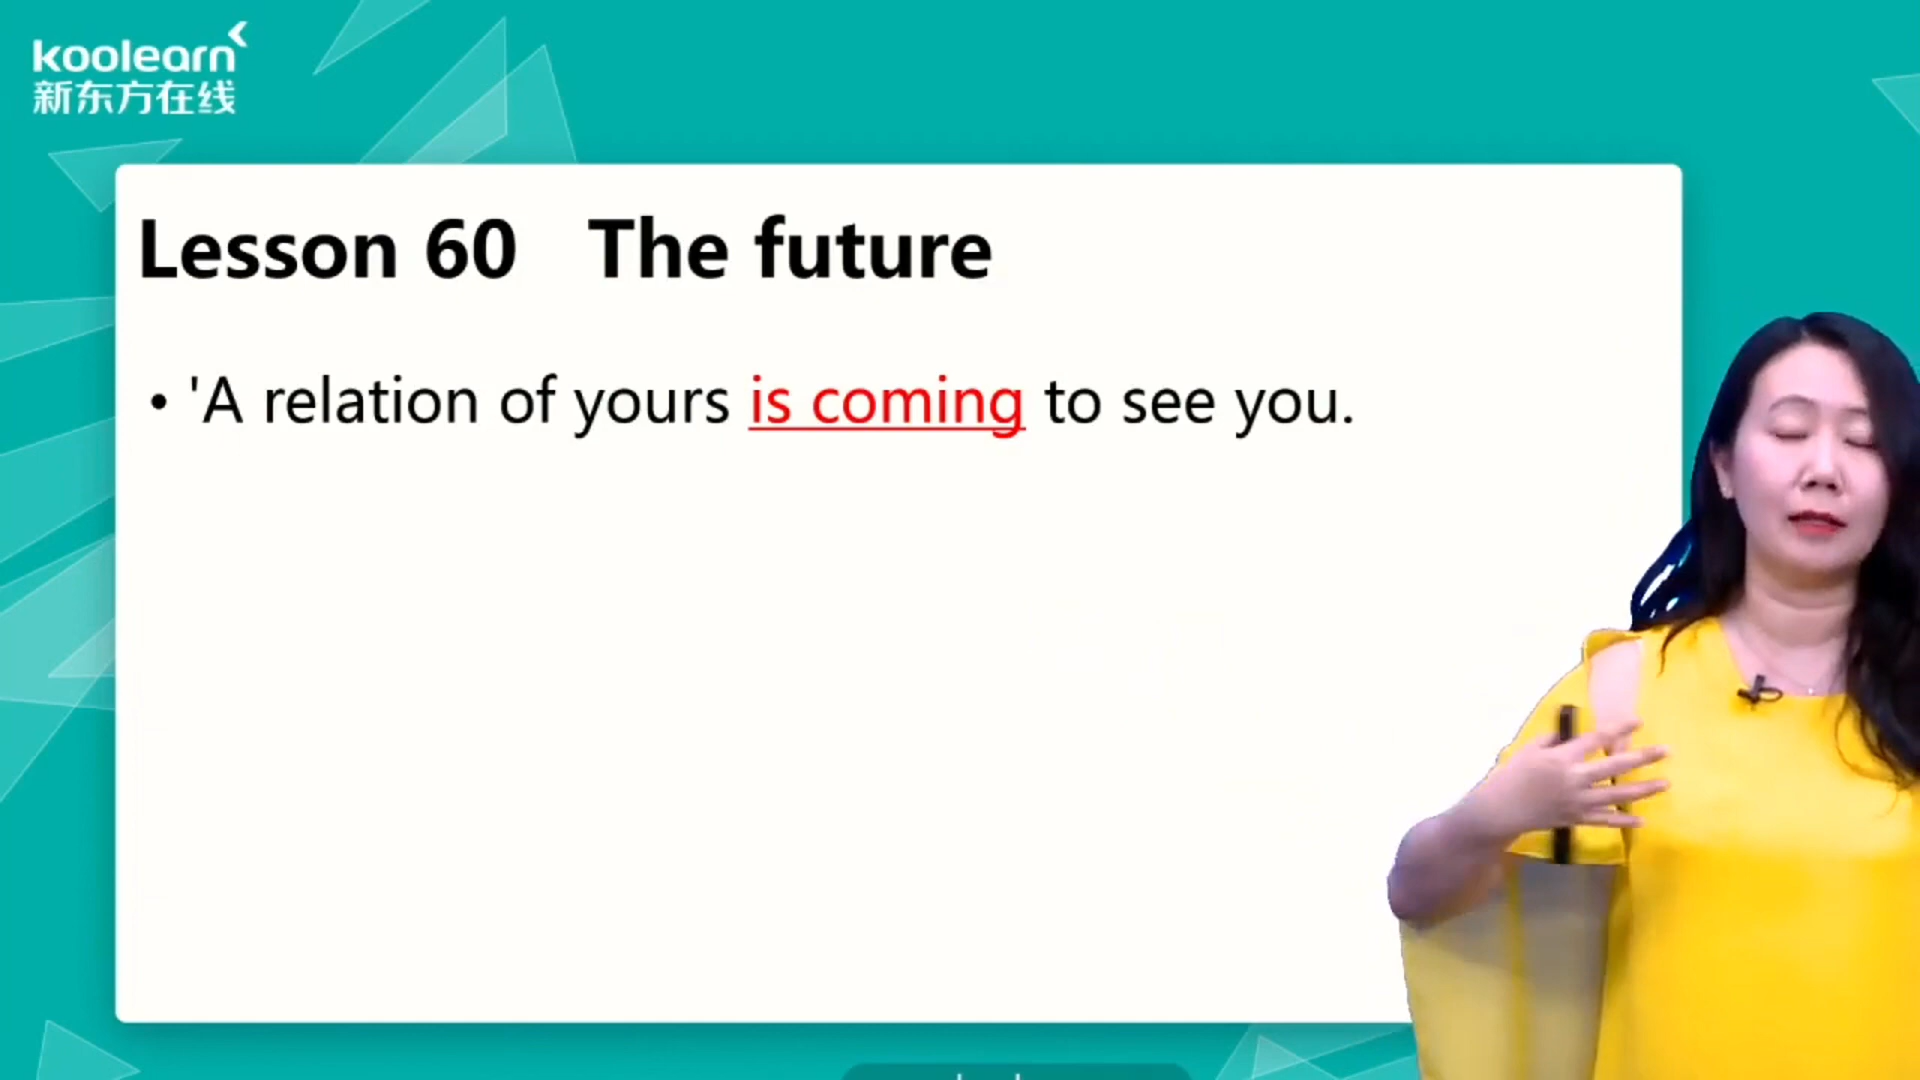 koolearn
新东方在线
Lesson 60 The future
• 'A relation of yours is coming to see you.